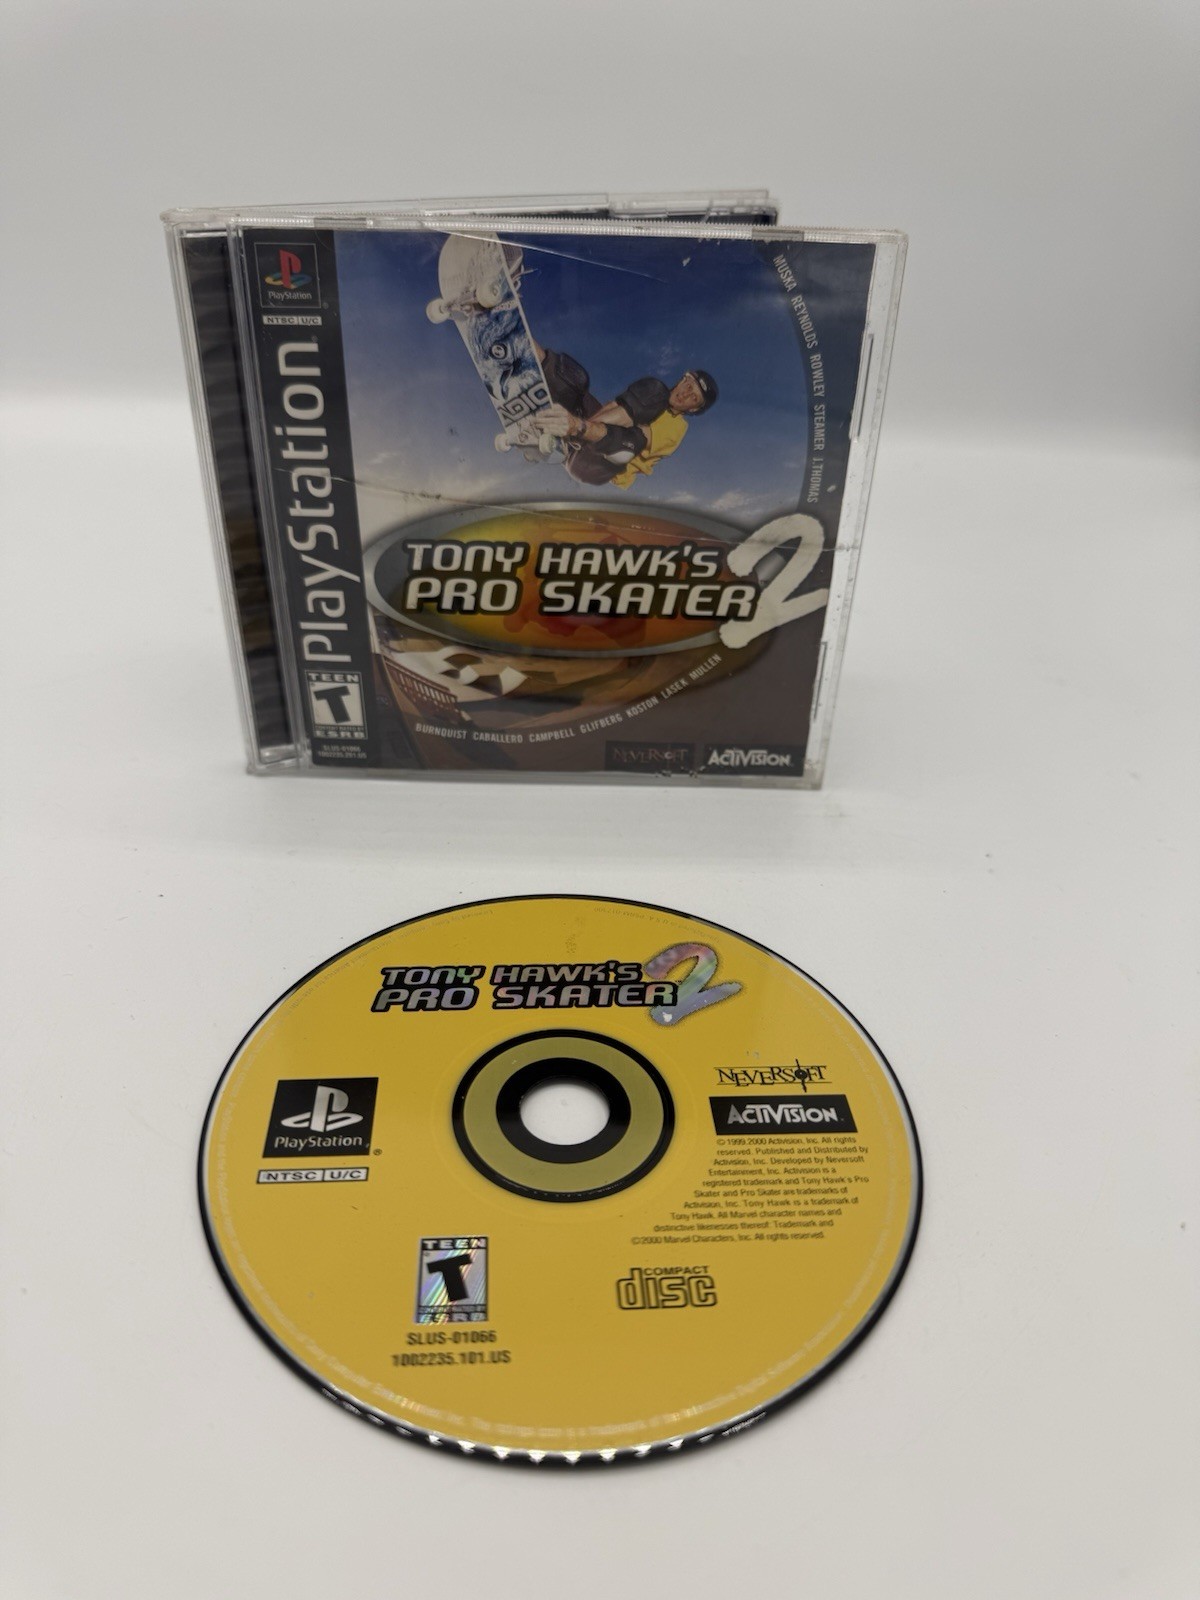 PlayStation
NTSC U/C
PlayStation
TEEN
T
ESRB
SLUS-01066
1002235.101.US
MUSKA REYNOLDS ROWLEY STEAMER J.THOMAS
TONY HAWK'S
PRO SKATER 2
BURNQUIST CABALLERO CAMPBELL GLIFBERG KOSTON LASEK MULLEN
NEVERSOFT
ACTIVISION
TONY HAWK'S
PRO SKATER 2
PlayStation
NTSC U/C
NEVERSOFT
ACTIVISION
© 1999,2000 Activision, Inc. All rights
reserved. Published and Distributed by
Activision, Inc. Developed by Neversoft
Entertainment, Inc. Activision is a
registered trademark and Tony Hawk's Pro
Skater and Pro Skater are trademarks of
Activision, Inc. Tony Hawk is a trademark of
Tony Hawk. All Marvel character names and
distinctive likenesses thereof: Trademark and
©2000 Marvel Characters, Inc. All rights reserved.
COMPACT
disc
TEEN
T
ESRB
SLUS-01066
1002235.101.US